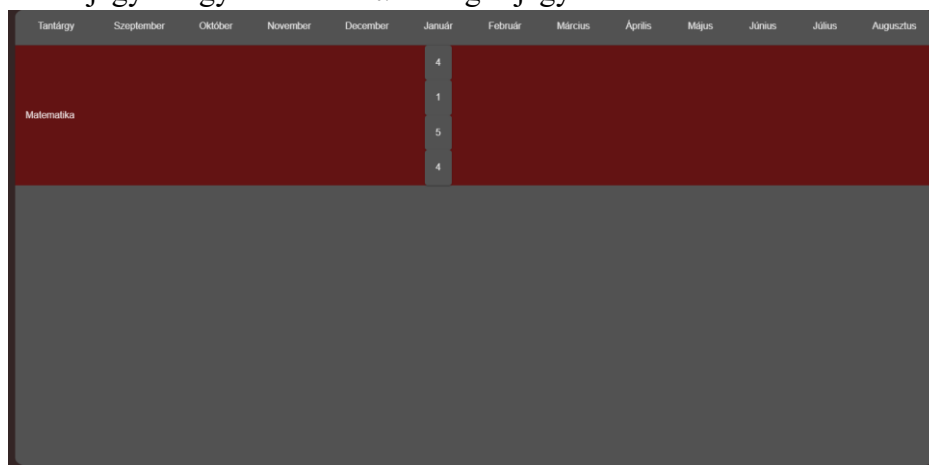 Tantárgy Szeptember Október November December Január Február Március Április Május Június Július Augusztus
4
1
Matematika
5
4